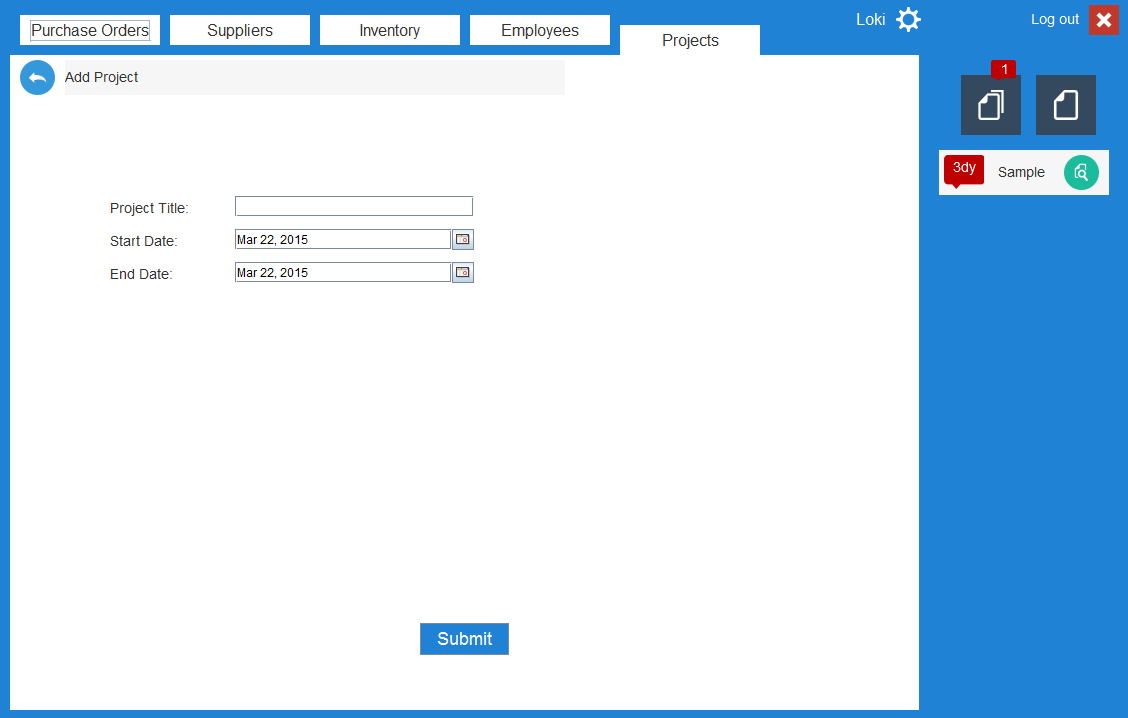 Purchase Orders Suppliers Inventory Employees Projects Loki Log out
Add Project
1
3dy Sample
Project Title:
Start Date: Mar 22, 2015
End Date: Mar 22, 2015
Submit